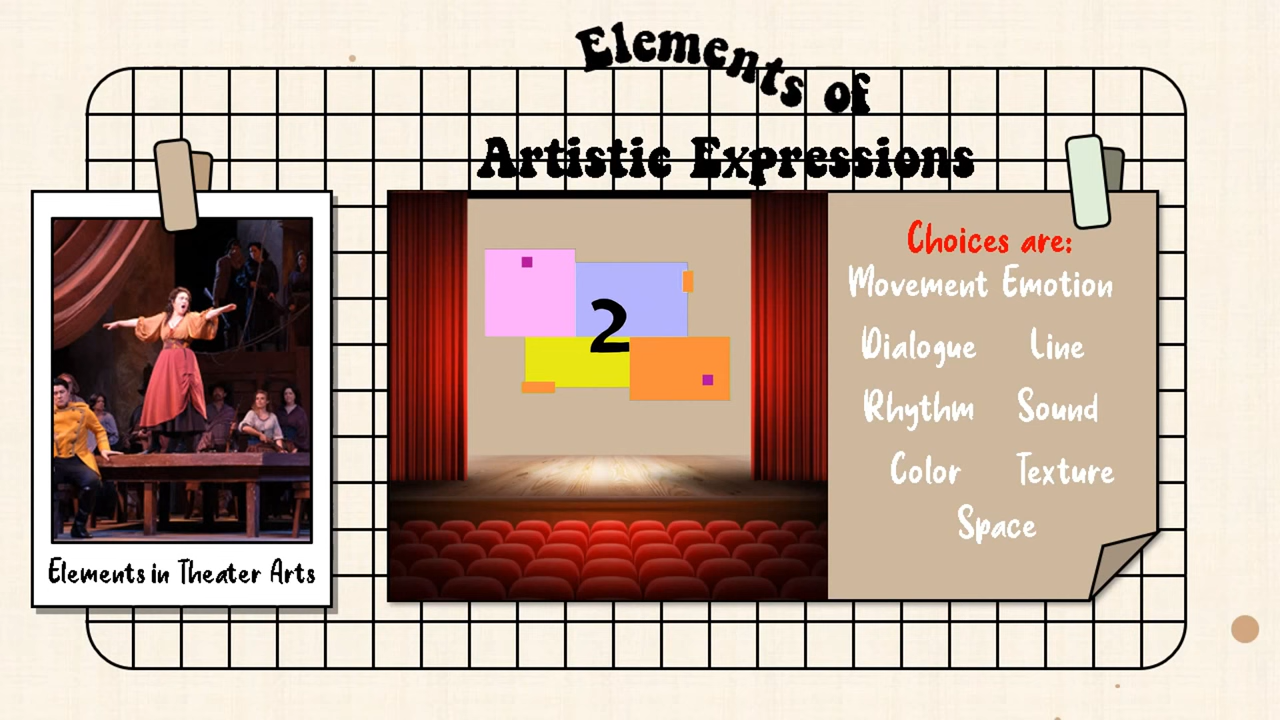 Elements of
Artistic Expressions
Elements in Theater Arts
2
Choices are:
Movement Emotion
Dialogue Line
Rhythm Sound
Color Texture
Space